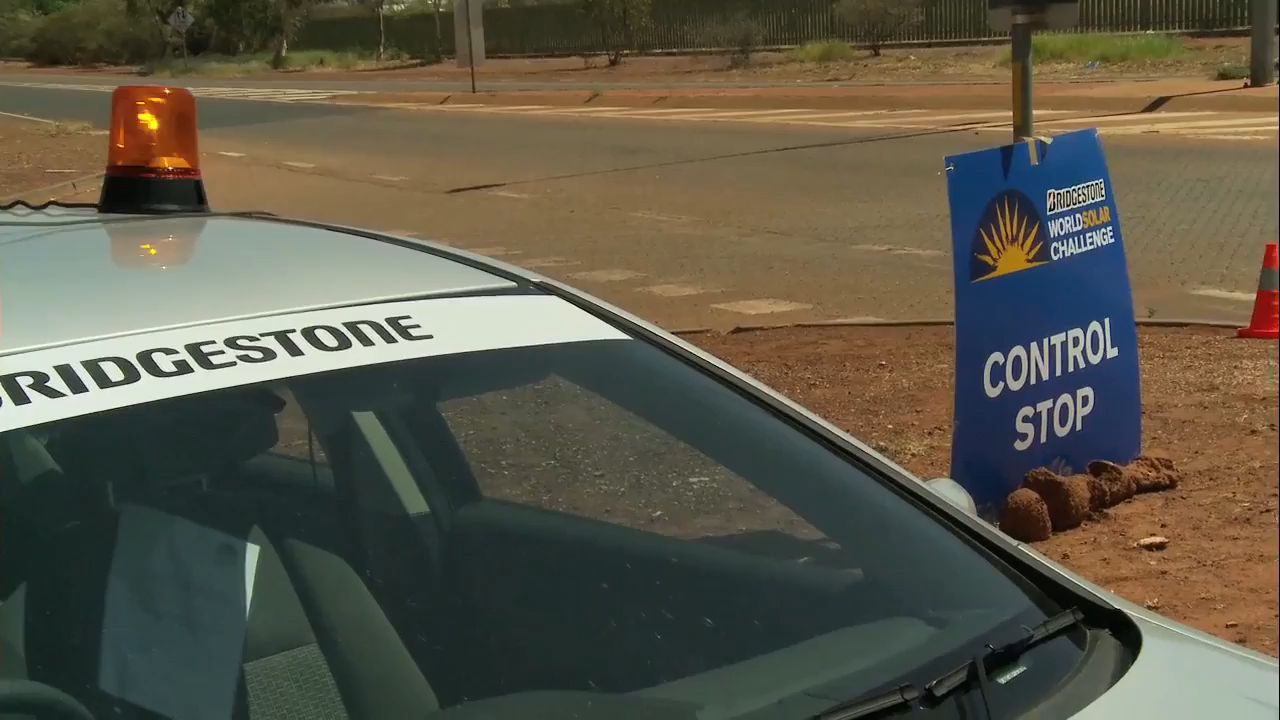 BRIDGESTONE
BRIDGESTONE
WORLDSOLAR
CHALLENGE
CONTROL
STOP